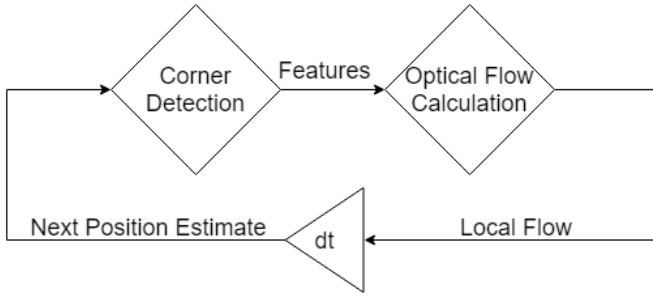 Corner
Detection
Features
Optical Flow
Calculation
Next Position Estimate
dt
Local Flow